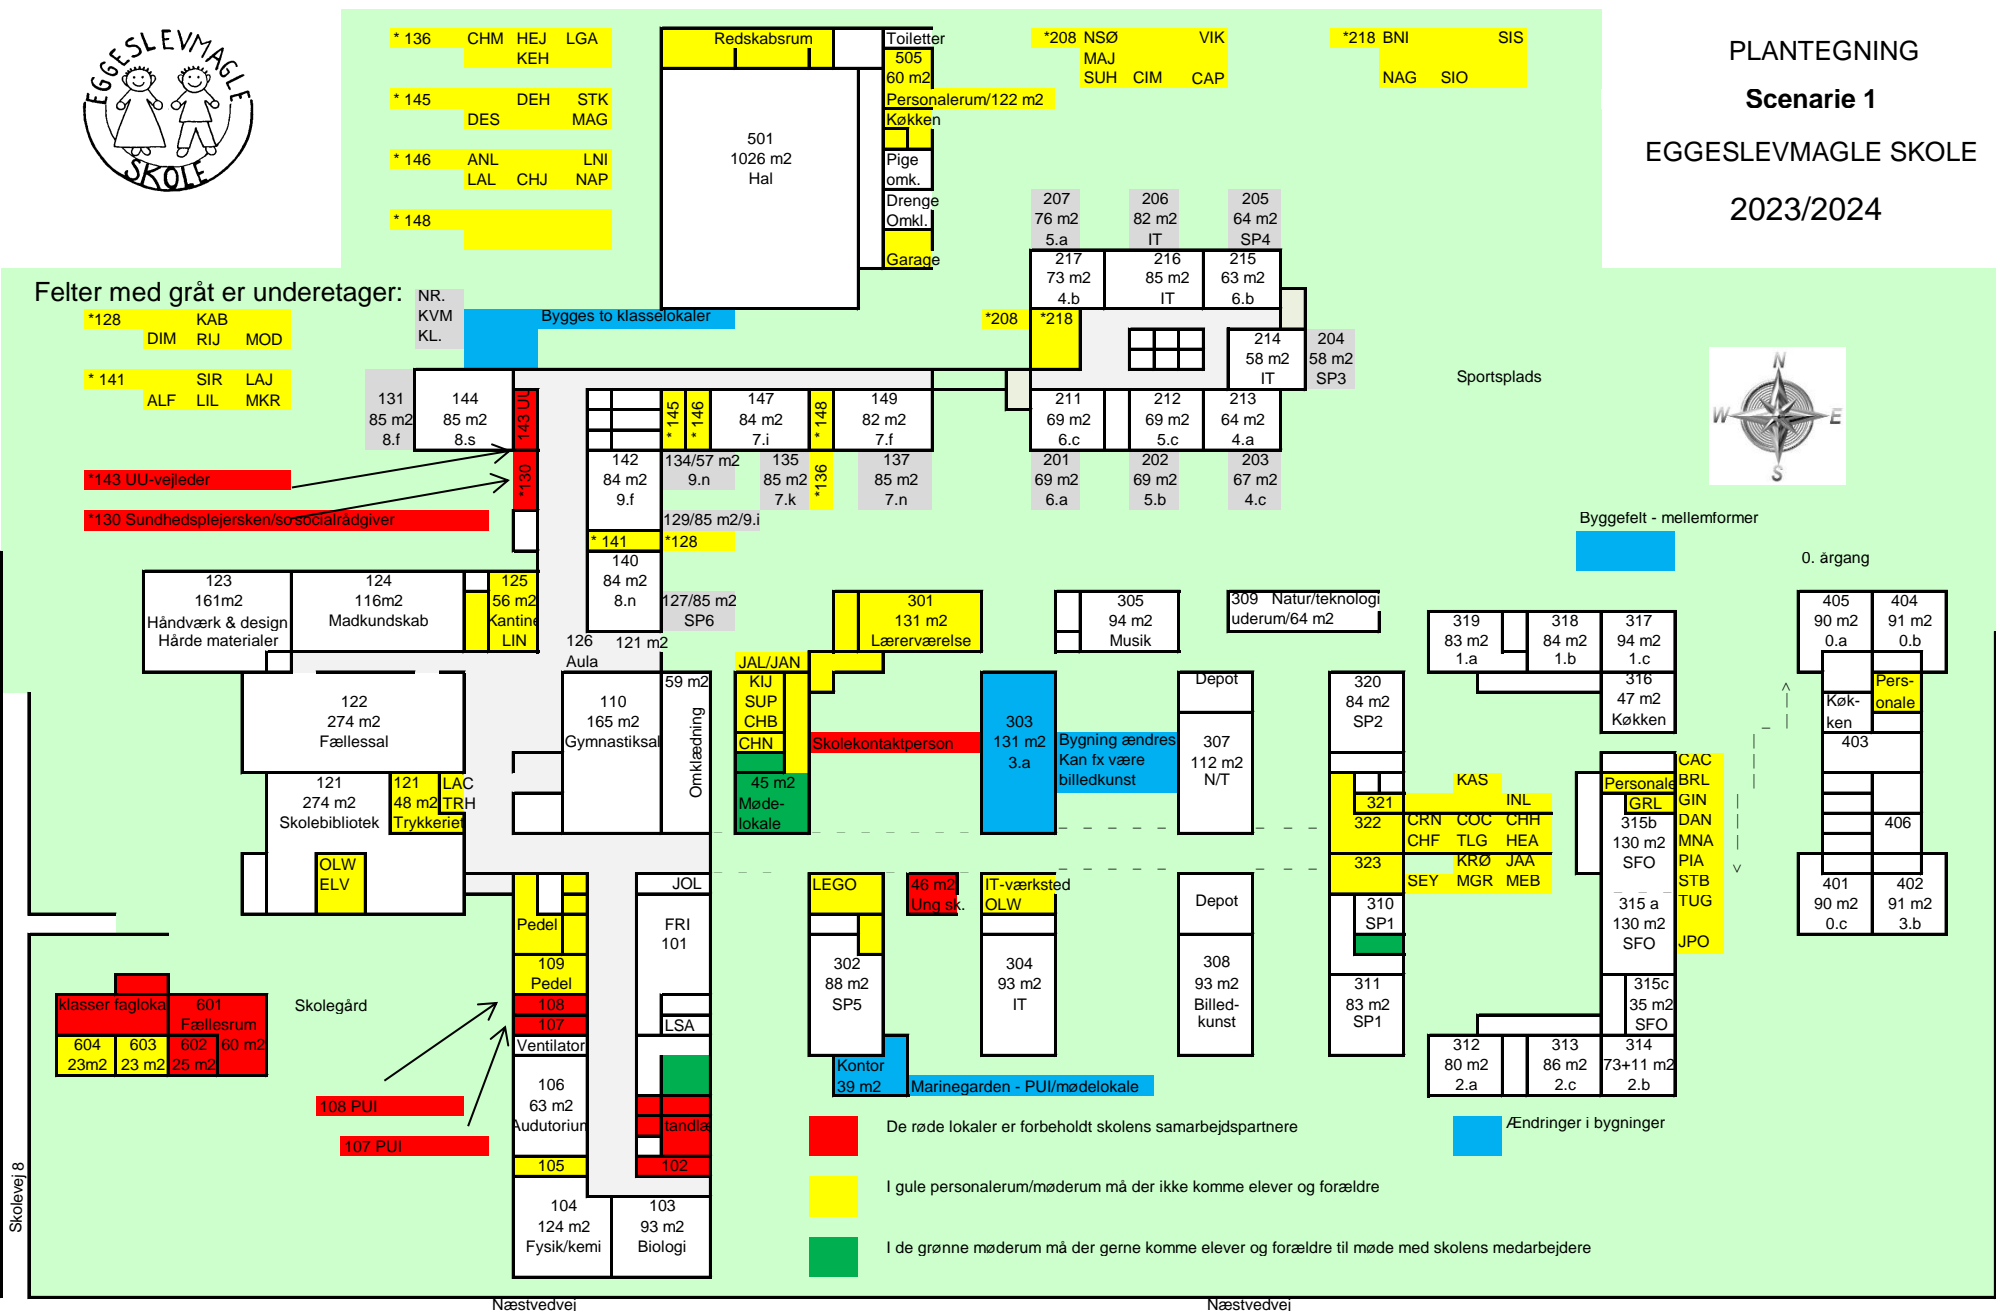 EGGESLEVMAGLE
SKOLE
PLANTEGNING
Scenarie 1
EGGESLEVMAGLE SKOLE
2023/2024
* 136 CHM HEJ LGA
KEH
* 145 DEH STK
DES MAG
* 146 ANL LNI
LAL CHJ NAP
* 148
Redskabsrum
Toiletter
505
60 m2
Personalerum/122 m2
Køkken
501
1026 m2
Hal
Pige
omk.
Drenge
Omkl.
Garage
*208 NSØ VIK
MAJ
SUH CIM CAP
*218 BNI SIS
NAG SIO
Felter med gråt er underetager:
NR.
KVM
KL.
Bygges to klasselokaler
*128 KAB
DIM RIJ MOD
* 141 SIR LAJ
ALF LIL MKR
207
76 m2
5.a
206
82 m2
IT
205
64 m2
SP4
217
73 m2
4.b
216
85 m2
IT
215
63 m2
6.b
*208
*218
214
58 m2
IT
204
58 m2
SP3
Sportsplads
N
W
E
S
131
85 m2
8.f
144
85 m2
8.s
143 UU
*130
* 145
* 146
147
84 m2
7.i
* 148
149
82 m2
7.f
211
69 m2
6.c
212
69 m2
5.c
213
64 m2
4.a
*143 UU-vejleder
*130 Sundhedsplejersken/so socialrådgiver
142
84 m2
9.f
134/57 m2
9.n
135
85 m2
7.k
*136
137
85 m2
7.n
201
69 m2
6.a
202
69 m2
5.b
203
67 m2
4.c
129/85 m2/9.i
* 141
*128
140
84 m2
8.n
127/85 m2
SP6
Byggefelt - mellemformer
0. årgang
123
161m2
Håndværk & design
Hårde materialer
124
116m2
Madkundskab
125
56 m2
Kantine
LIN
126
Aula
121 m2
301
131 m2
Lærerværelse
305
94 m2
Musik
309 Natur/teknologi
uderum/64 m2
319
83 m2
1.a
318
84 m2
1.b
317
94 m2
1.c
316
47 m2
Køkken
405
90 m2
0.a
404
91 m2
0.b
122
274 m2
Fællessal
110
165 m2
Gymnastiksal
59 m2
Omklædning
JAL/JAN
KIJ
SUP
CHB
CHN
45 m2
Møde-
lokale
Skolekontaktperson
303
131 m2
3.a
Bygning ændres
Kan fx være
billedkunst
Depot
307
112 m2
N/T
320
84 m2
SP2
Køk-
ken
Pers-
onale
403
406
121
274 m2
Skolebibliotek
121
48 m2
Trykkeriet
LAC
TRH
OLW
ELV
321
322
323
KAS
INL
CRN COC CHH
CHF TLG HEA
KRØ JAA
SEY MGR MEB
Personale
GRL
315b
130 m2
SFO
315 a
130 m2
SFO
CAC
BRL
GIN
DAN
MNA
PIA
STB
TUG
JPO
401
90 m2
0.c
402
91 m2
3.b
Pedel
109
Pedel
108
107
Ventilator
JOL
FRI
101
LSA
LEGO
46 m2
Ung sk.
IT-værksted
OLW
Depot
310
SP1
302
88 m2
SP5
304
93 m2
IT
308
93 m2
Billed-
kunst
311
83 m2
SP1
315c
35 m2
SFO
klasser fagloka
601
Fællesrum
60 m2
604
23m2
603
23 m2
602
25 m2
Skolegård
108 PUI
107 PUI
106
63 m2
Audutorium
tandlæ
105
102
104
124 m2
Fysik/kemi
103
93 m2
Biologi
Kontor
39 m2
Marinegarden - PUI/mødelokale
312
80 m2
2.a
313
86 m2
2.c
314
73+11 m2
2.b
De røde lokaler er forbeholdt skolens samarbejdspartnere
Ændringer i bygninger
I gule personalerum/møderum må der ikke komme elever og forældre
I de grønne møderum må der gerne komme elever og forældre til møde med skolens medarbejdere
Skolevej 8
Næstvedvej
Næstvedvej